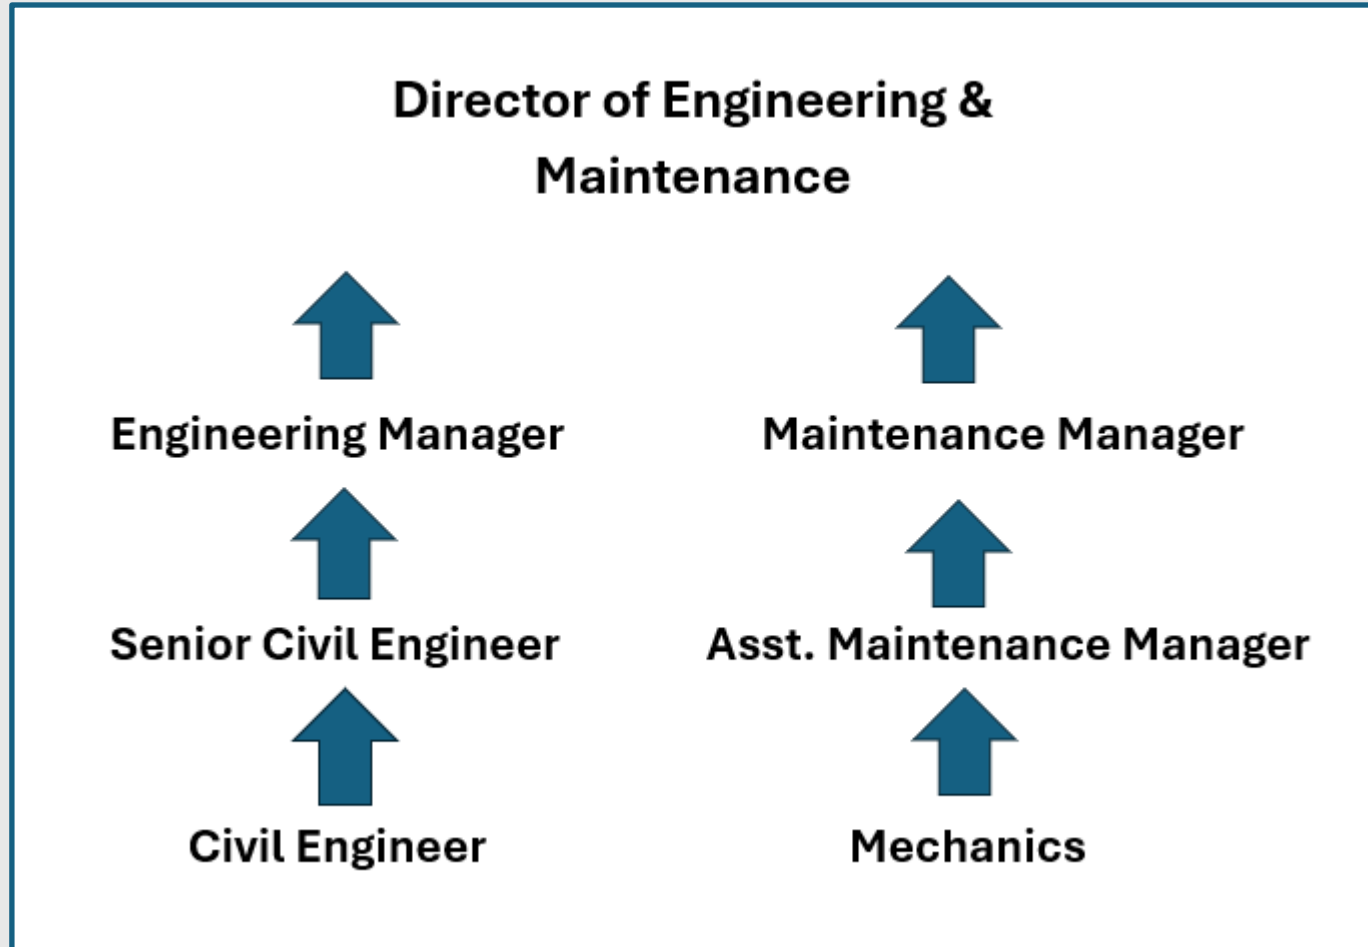 Director of Engineering &
Maintenance
Engineering Manager
Maintenance Manager
Senior Civil Engineer
Asst. Maintenance Manager
Civil Engineer
Mechanics